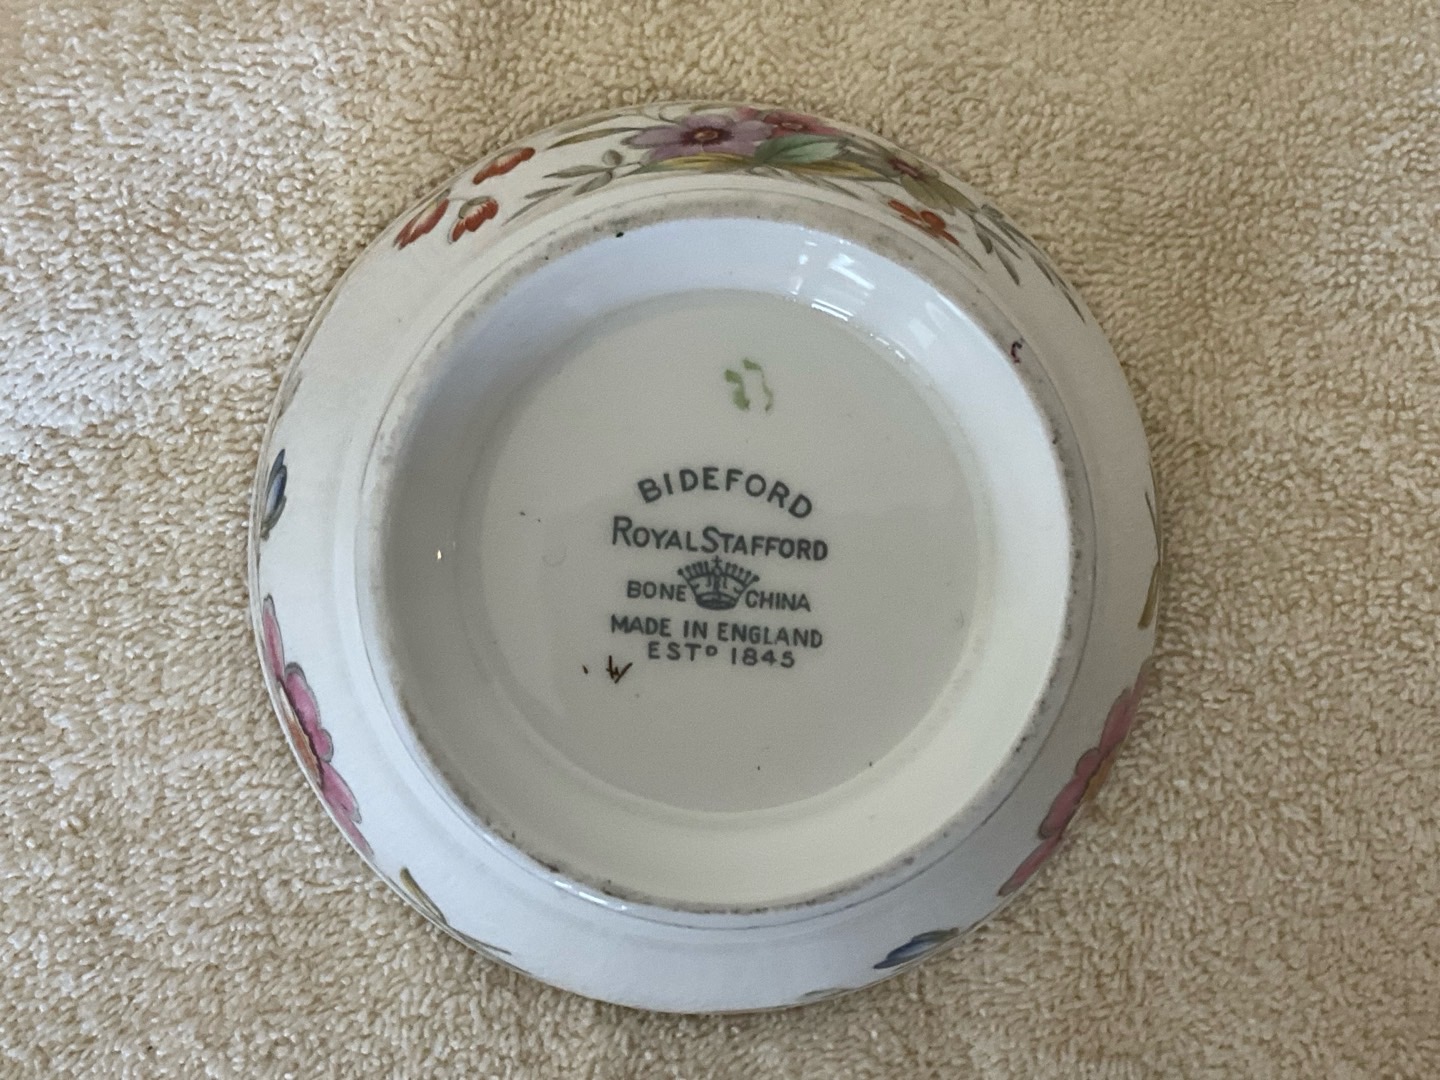 BIDEFORD
ROYAL STAFFORD
BONE CHINA
MADE IN ENGLAND
ESTD 1845